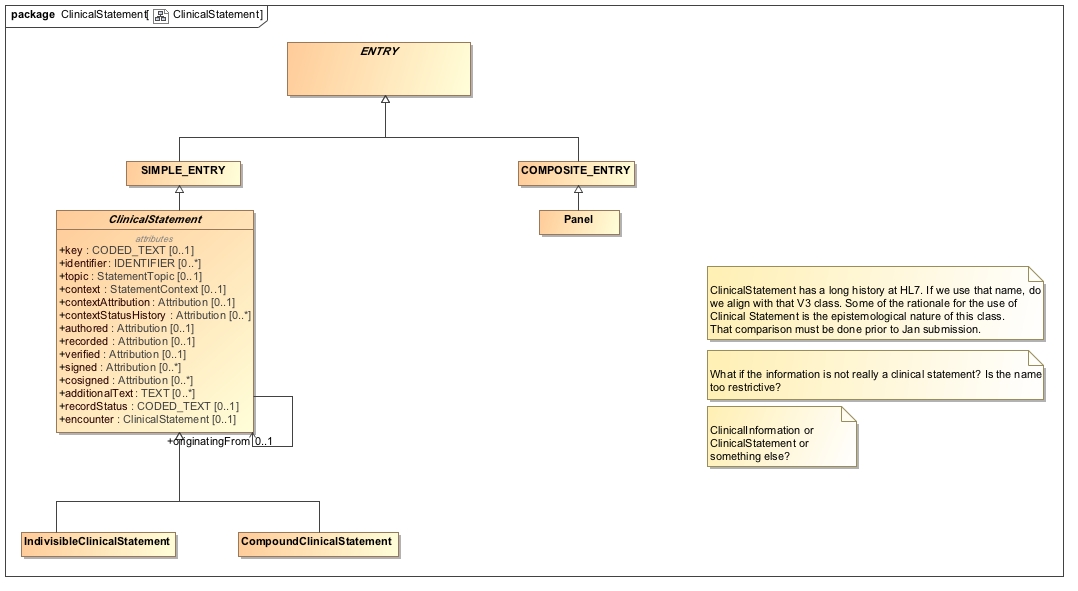 package ClinicalStatement[ ClinicalStatement]
ENTRY
SIMPLE_ENTRY
COMPOSITE_ENTRY
ClinicalStatement
attributes
+key : CODED_TEXT [0..1]
+identifier : IDENTIFIER [0..*]
+topic : StatementTopic [0..1]
+context : StatementContext [0..1]
+contextAttribution : Attribution [0..1]
+contextStatusHistory : Attribution [0..*]
+authored : Attribution [0..1]
+recorded : Attribution [0..1]
+verified : Attribution [0..1]
+signed : Attribution [0..*]
+cosigned : Attribution [0..*]
+additionalText : TEXT [0..*]
+recordStatus : CODED_TEXT [0..1]
+encounter : ClinicalStatement [0..1]
Panel
ClinicalStatement has a long history at HL7. If we use that name, do
we align with that V3 class. Some of the rationale for the use of
Clinical Statement is the epistemological nature of this class.
That comparison must be done prior to Jan submission.
What if the information is not really a clinical statement? Is the name
too restrictive?
ClinicalInformation or
ClinicalStatement or
something else?
+originatingFrom 0..1
IndivisibleClinicalStatement
CompoundClinicalStatement